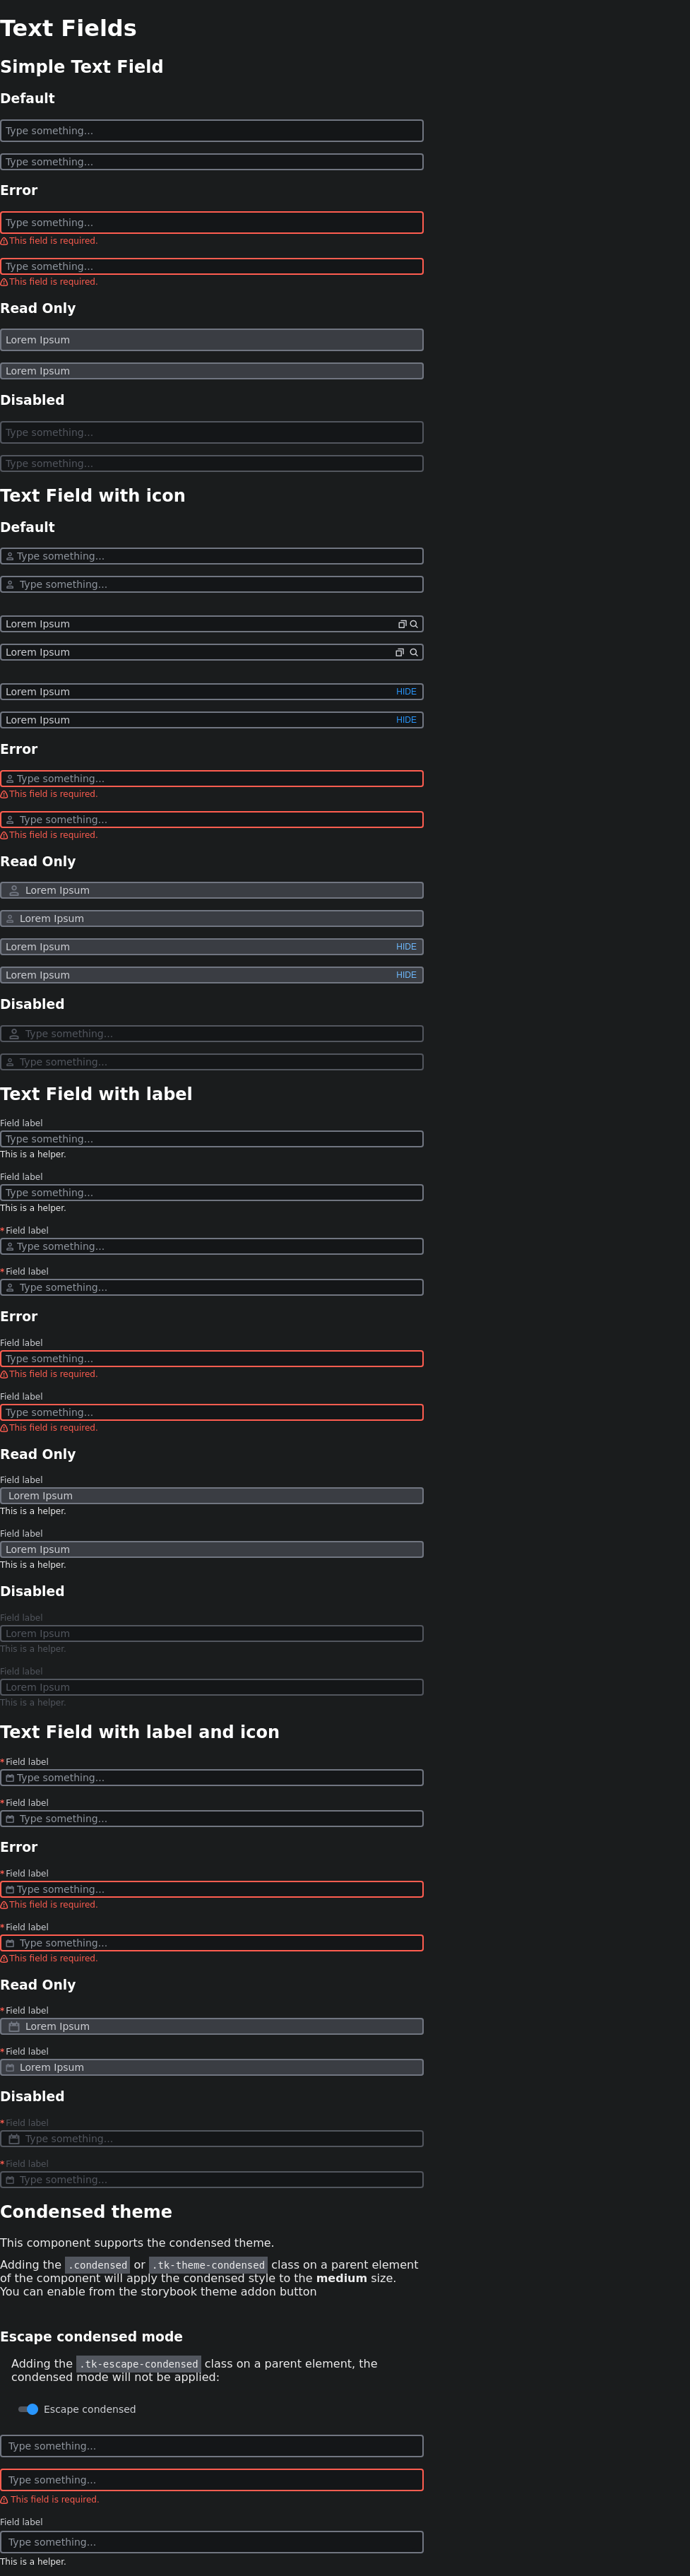 Text Fields
Simple Text Field
Default
Type something...
Type something...
Error
Type something...
This field is required.
Type something...
This field is required.
Read Only
Lorem Ipsum
Lorem Ipsum
Disabled
Type something...
Type something...
Text Field with icon
Default
Type something...
Type something...
Lorem Ipsum
Lorem Ipsum
Lorem Ipsum HIDE
Lorem Ipsum HIDE
Error
Type something...
This field is required.
Type something...
This field is required.
Read Only
Lorem Ipsum
Lorem Ipsum
Lorem Ipsum HIDE
Lorem Ipsum HIDE
Disabled
Type something...
Type something...
Text Field with label
Field label
Type something...
This is a helper.
Field label
Type something...
This is a helper.
* Field label
Type something...
* Field label
Type something...
Error
Field label
Type something...
This field is required.
Field label
Type something...
This field is required.
Read Only
Field label
Lorem Ipsum
This is a helper.
Field label
Lorem Ipsum
This is a helper.
Disabled
Field label
Lorem Ipsum
This is a helper.
Field label
Lorem Ipsum
This is a helper.
Text Field with label and icon
* Field label
Type something...
* Field label
Type something...
Error
* Field label
Type something...
This field is required.
* Field label
Type something...
This field is required.
Read Only
* Field label
Lorem Ipsum
* Field label
Lorem Ipsum
Disabled
* Field label
Type something...
* Field label
Type something...
Condensed theme
This component supports the condensed theme.
Adding the .condensed or .tk-theme-condensed class on a parent element
of the component will apply the condensed style to the medium size.
You can enable from the storybook theme addon button
Escape condensed mode
Adding the .tk-escape-condensed class on a parent element, the
condensed mode will not be applied:
Escape condensed
Type something...
Type something...
This field is required.
Field label
Type something...
This is a helper.